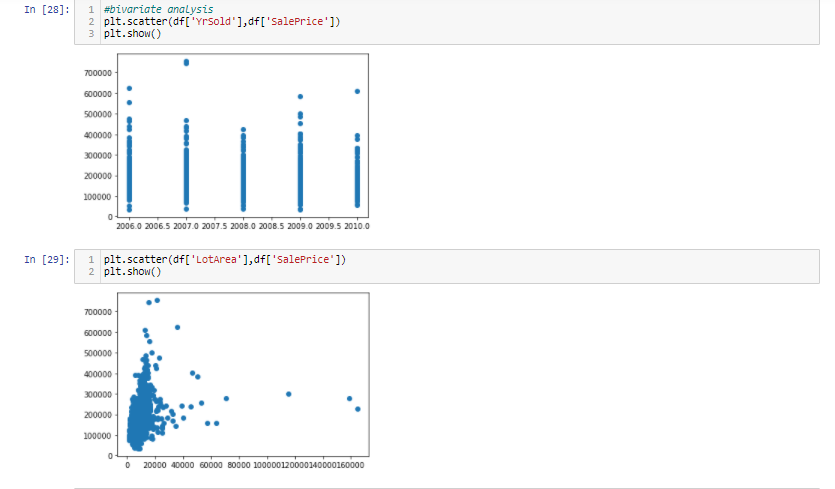 In [28]:
1 #bivariate analysis
2 plt.scatter(df['YrSold'],df['SalePrice'])
3 plt.show()
700000
600000
500000
400000
300000
200000
100000
0
2006.0 2006.5 2007.0 2007.5 2008.0 2008.5 2009.0 2009.5 2010.0
In [29]:
1 plt.scatter(df['LotArea'],df['SalePrice'])
2 plt.show()
700000
600000
500000
400000
300000
200000
100000
0
0 20000 40000 60000 80000 100000120000140000160000